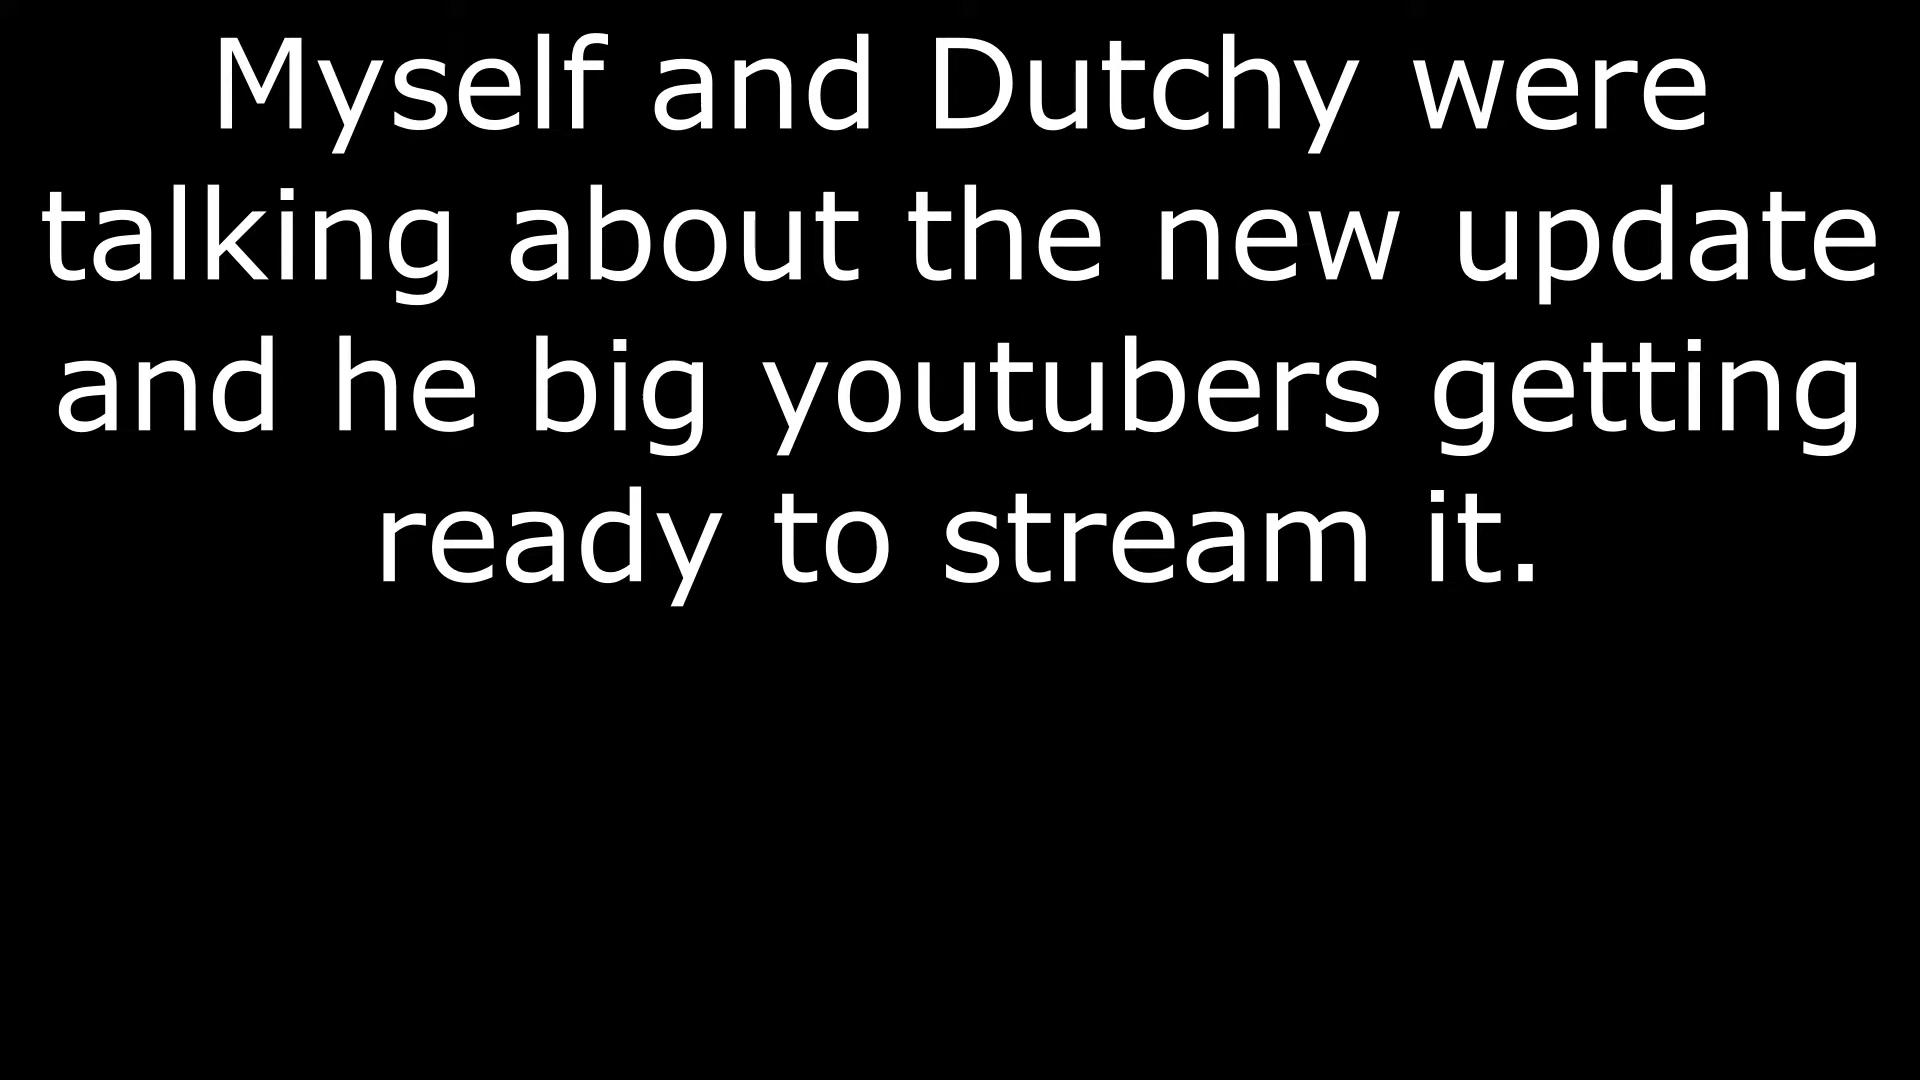 Myself and Dutchy were
talking about the new update
and he big youtubers getting
ready to stream it.